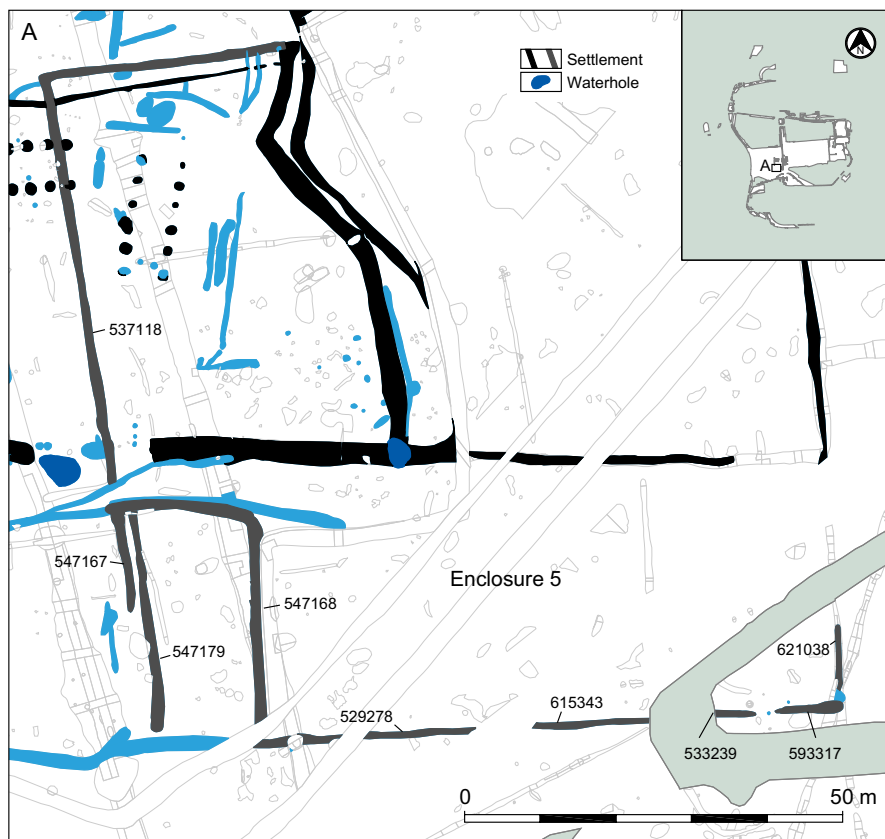 A
Settlement
Waterhole
N
A
537118
547167
Enclosure 5
547168
621038
547179
615343
529278
533239
593317
0
50 m